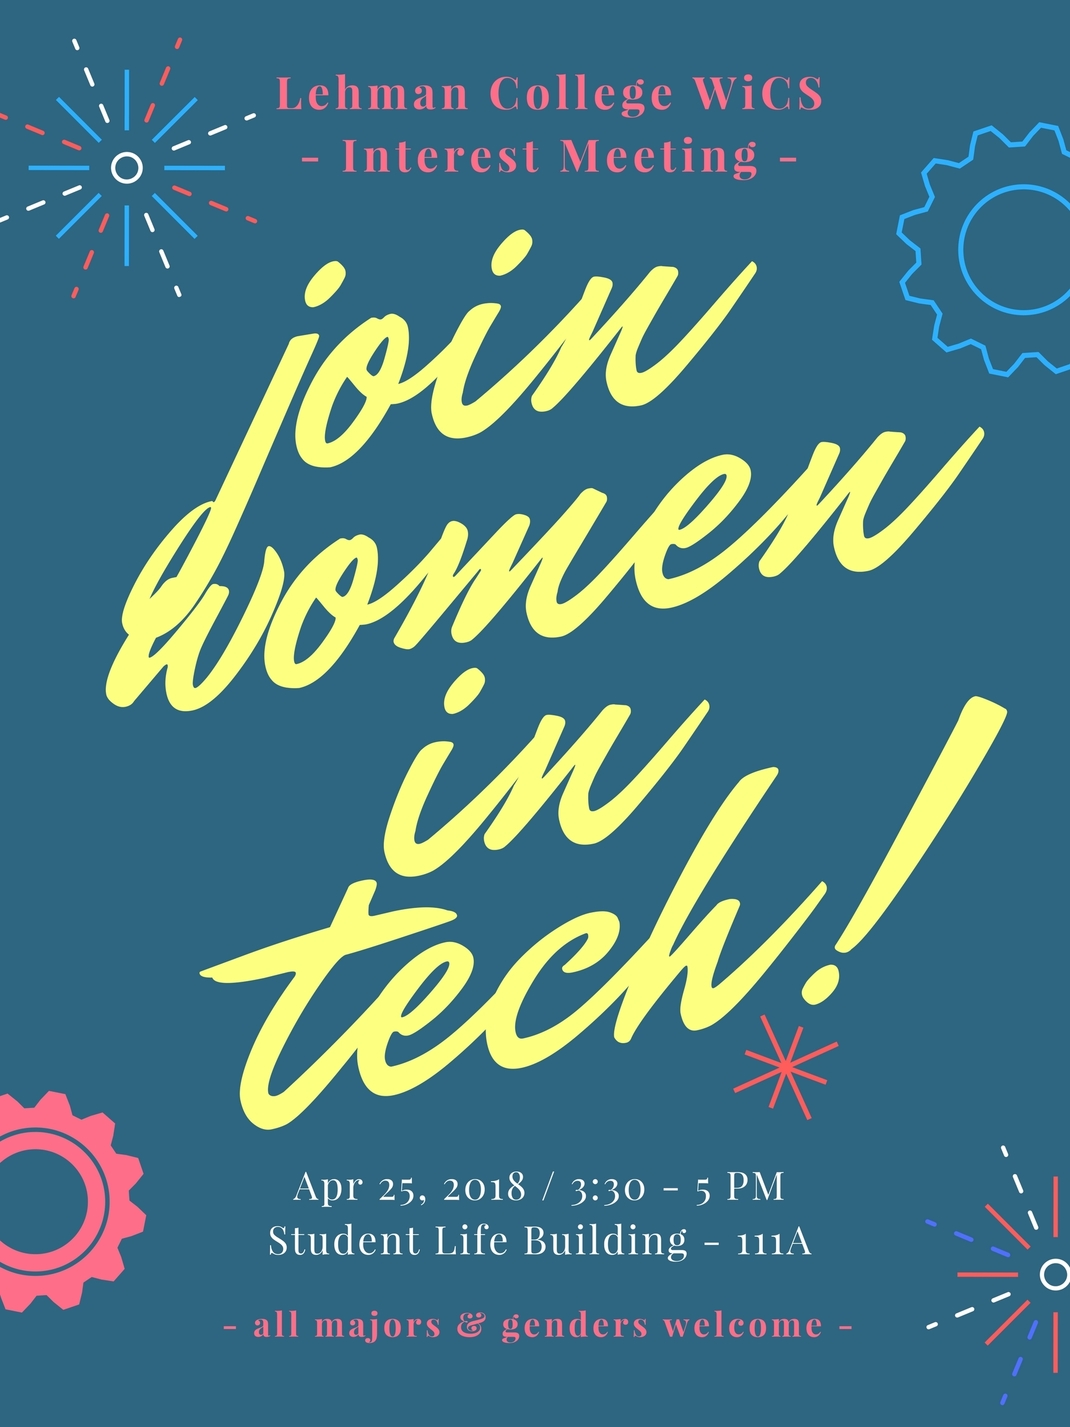 Lehman College WiCS
- Interest Meeting -
join
women
in
tech!
Apr 25, 2018 / 3:30 - 5 PM
Student Life Building - 111A
- all majors & genders welcome -